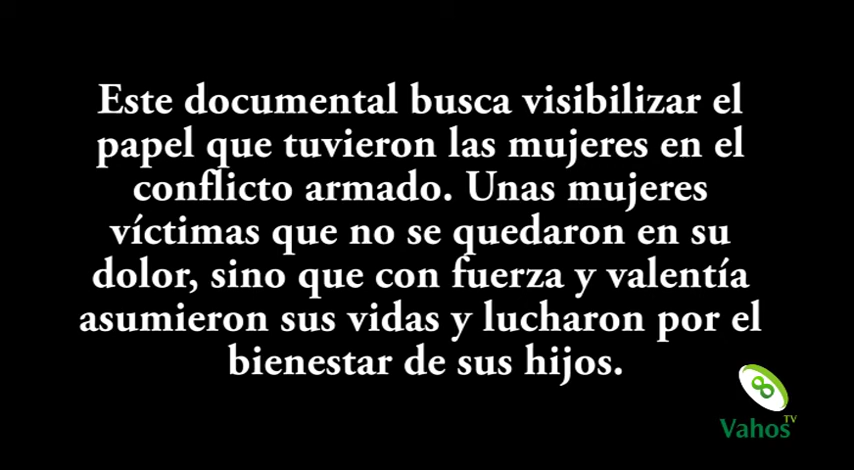 Este documental busca visibilizar el
papel que tuvieron las mujeres en el
conflicto armado. Unas mujeres
víctimas que no se quedaron en su
dolor, sino que con fuerza y valentía
asumieron sus vidas y lucharon por el
bienestar de sus hijos.
8
Vahos TV